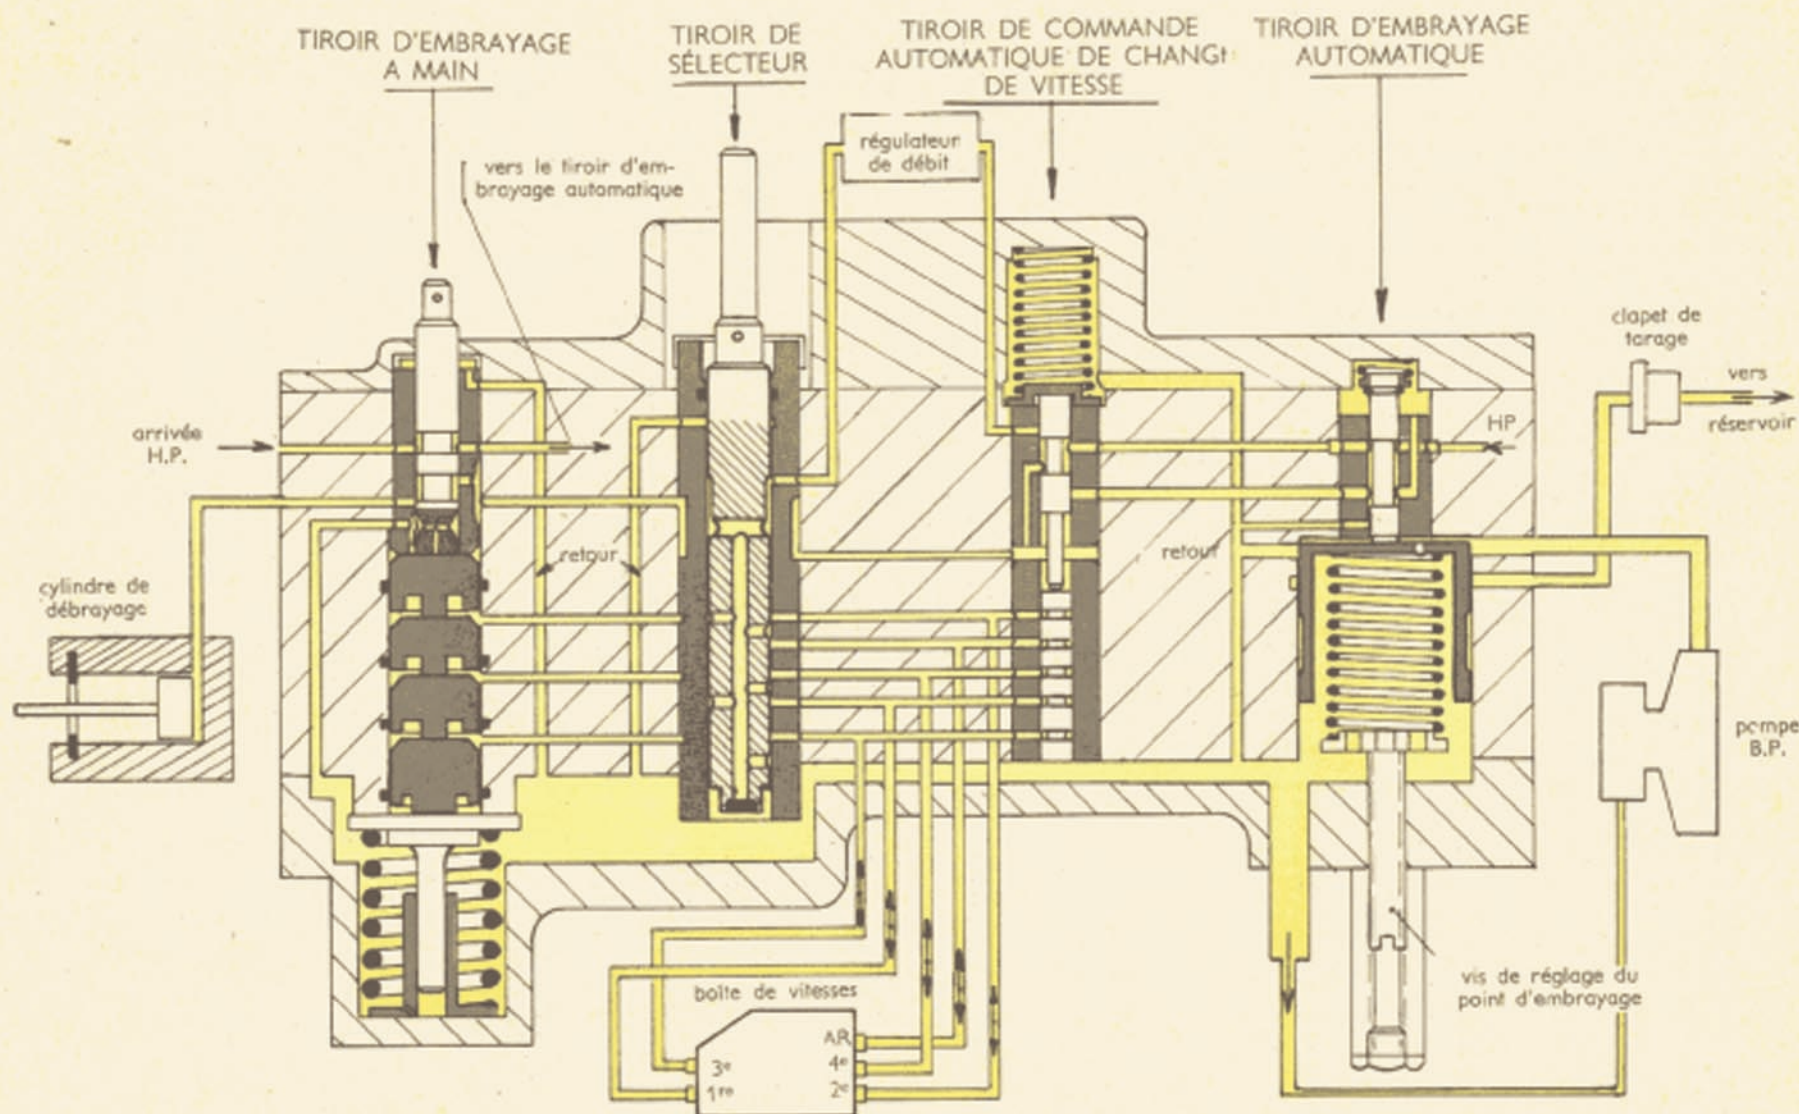 TIROIR D'EMBRAYAGE
A MAIN
TIROIR DE
SÉLECTEUR
TIROIR DE COMMANDE
AUTOMATIQUE DE CHANGt
DE VITESSE
TIROIR D'EMBRAYAGE
AUTOMATIQUE
vers le tiroir d'em-
brayage automatique
régulateur
de débit
clapet de
tarage
vers
réservoir
arrivée
H.P.
HP
retour
retour
cylindre de
débrayage
pompe
B.P.
vis de réglage du
point d'embrayage
boîte de vitesses
AR
3e
4e
1re
2e